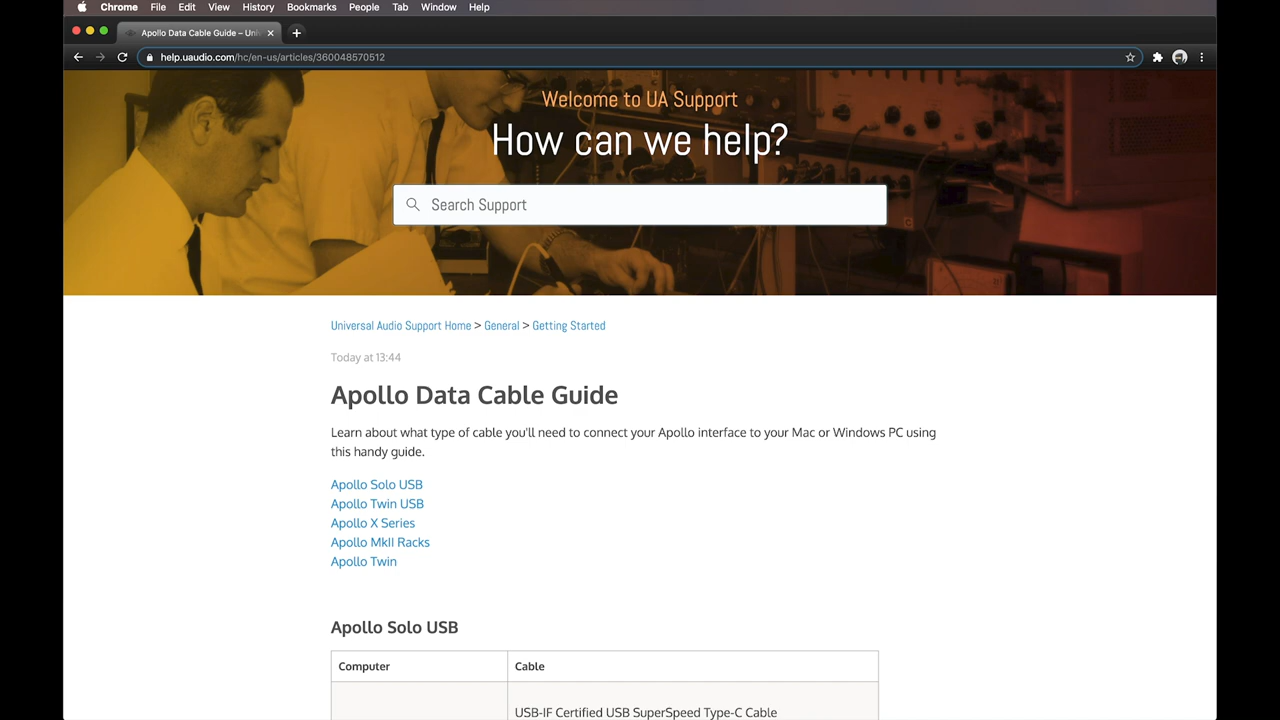 Chrome File Edit View History Bookmarks People Tab Window Help
Apollo Data Cable Guide – Uni
help.uaudio.com/hc/en-us/articles/360048570512
Welcome to UA Support
How can we help?
Search Support
Universal Audio Support Home > General > Getting Started
Today at 13:44
Apollo Data Cable Guide
Learn about what type of cable you'll need to connect your Apollo interface to your Mac or Windows PC using
this handy guide.
Apollo Solo USB
Apollo Twin USB
Apollo X Series
Apollo MkII Racks
Apollo Twin
Apollo Solo USB
Computer Cable
USB-IF Certified USB SuperSpeed Type-C Cable